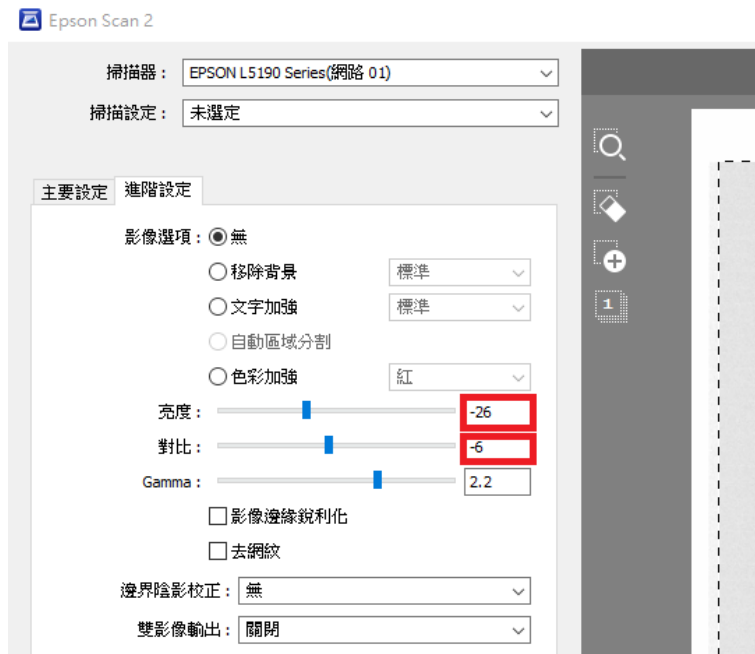 Epson Scan 2
掃描器： EPSON L5190 Series(網路 01)
掃描設定： 未選定
主要設定 進階設定
影像選項： 無
移除背景 標準
文字加強 標準
自動區域分割
色彩加強 紅
亮度： -26
對比： -6
Gamma： 2.2
影像邊緣銳利化
去網紋
邊界陰影校正： 無
雙影像輸出： 關閉
1